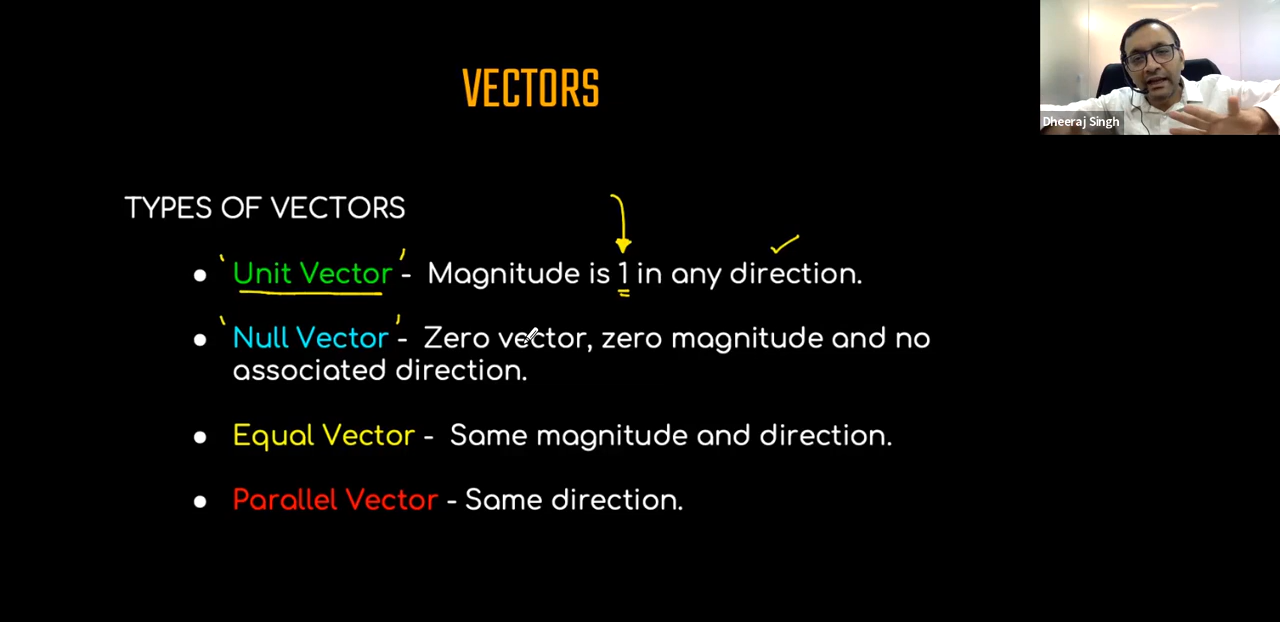 VECTORS
Dheeraj Singh
TYPES OF VECTORS
● 'Unit Vector' - Magnitude is 1 in any direction.
● 'Null Vector' - Zero vector, zero magnitude and no
associated direction.
● Equal Vector - Same magnitude and direction.
● Parallel Vector - Same direction.